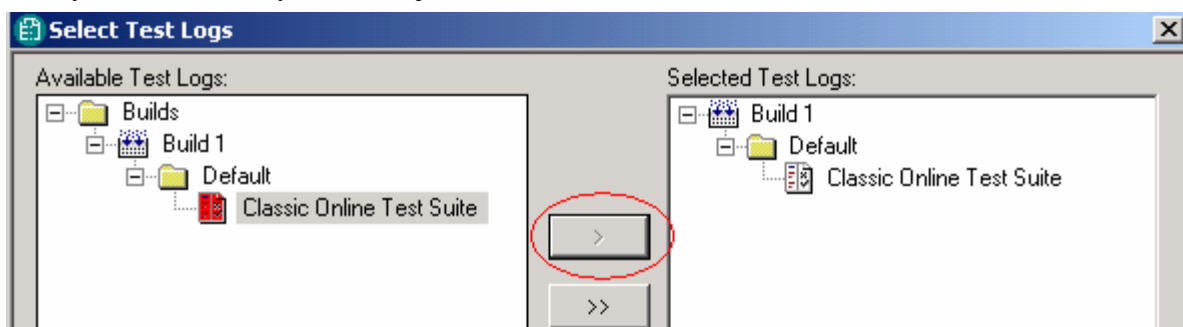 Select Test Logs
Available Test Logs:
Builds
Build 1
Default
Classic Online Test Suite
>
>>
Selected Test Logs:
Build 1
Default
Classic Online Test Suite